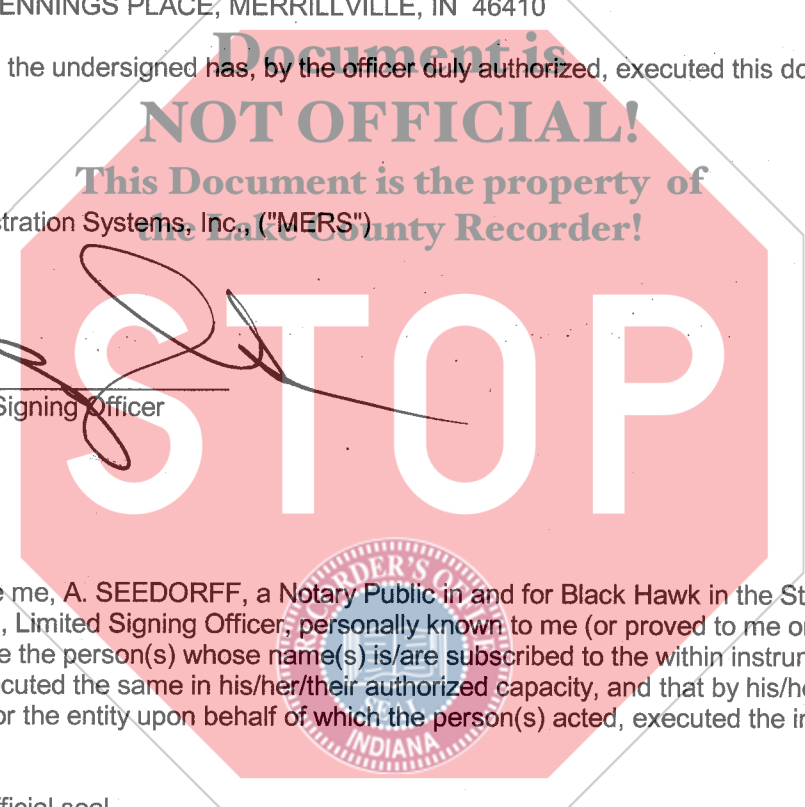 ENNINGS PLACE, MERRILLVILLE, IN 46410
Document is
the undersigned has, by the officer duly authorized, executed this do
NOT OFFICIAL!
This Document is the property of
the Lake County Recorder!
stration Systems, Inc., ("MERS")
STOP
Signing Officer
RECORDER'S OFFICE
e me, A. SEEDORFF, a Notary Public in and for Black Hawk in the St
, Limited Signing Officer, personally known to me (or proved to me o
e the person(s) whose name(s) is/are subscribed to the within instru
cuted the same in his/her/their authorized capacity, and that by his/h
or the entity upon behalf of which the person(s) acted, executed the i
SEAL
INDIANA
fficial seal